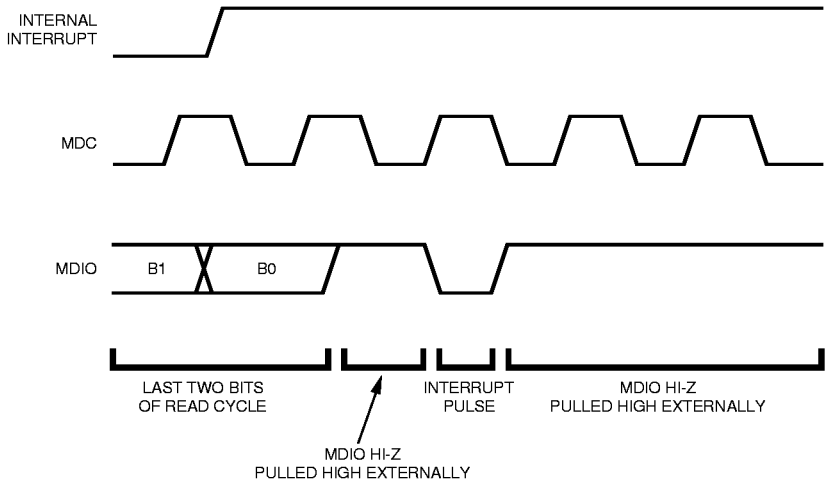 INTERNAL
INTERRUPT
MDC
MDIO
B1
B0
LAST TWO BITS
OF READ CYCLE
INTERRUPT
PULSE
MDIO HI-Z
PULLED HIGH EXTERNALLY
MDIO HI-Z
PULLED HIGH EXTERNALLY